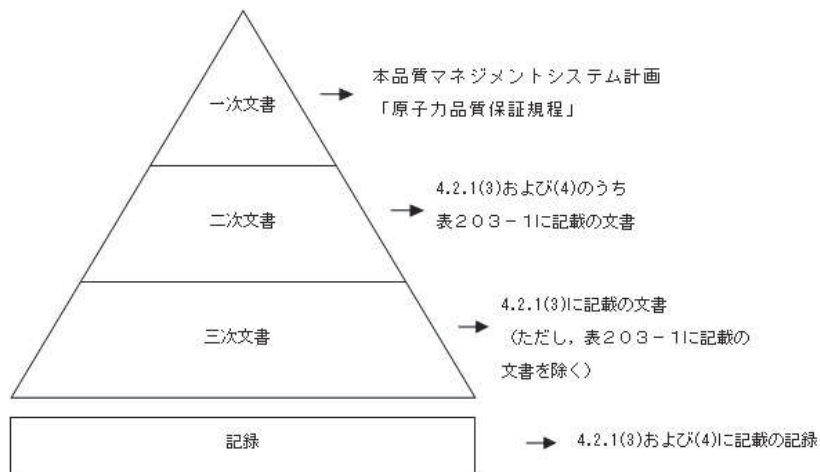 一次文書
本品質マネジメントシステム計画
「原子力品質保証規程」
二次文書
4.2.1(3)および(4)のうち
表203-1に記載の文書
三次文書
4.2.1(3)に記載の文書
（ただし，表203-1に記載の
文書を除く）
記録
4.2.1(3)および(4)に記載の記録